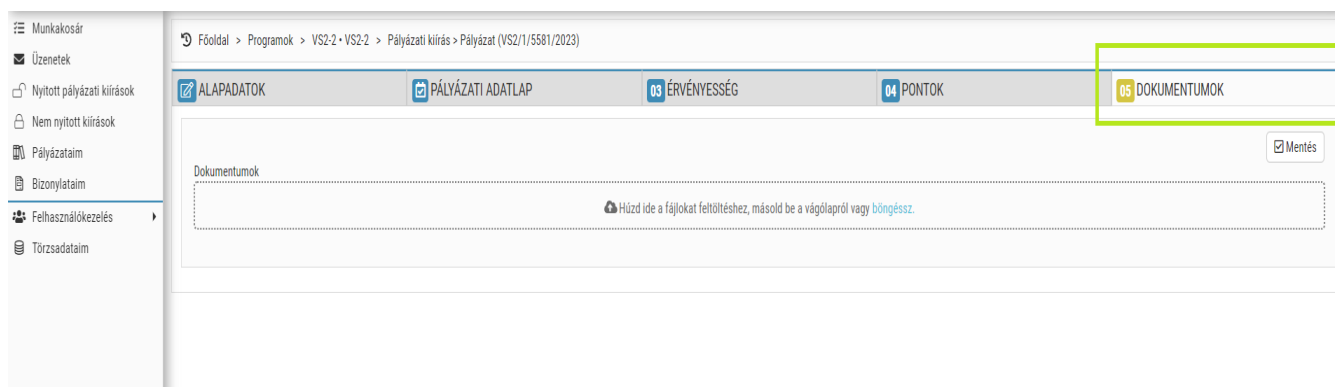 Munkakosár
Üzenetek
Nyitott pályázati kiírások
Nem nyitott kiírások
Pályázataim
Bizonylataim
Felhasználókezelés
Törzsadataim
Főoldal > Programok > VS2-2 • VS2-2 > Pályázati kiírás > Pályázat (VS2/1/5581/2023)
ALAPADATOK
PÁLYÁZATI ADATLAP
03 ÉRVÉNYESSÉG
04 PONTOK
05 DOKUMENTUMOK
Mentés
Dokumentumok
Húzd ide a fájlokat feltöltéshez, másold be a vágólapról vagy böngéssz.